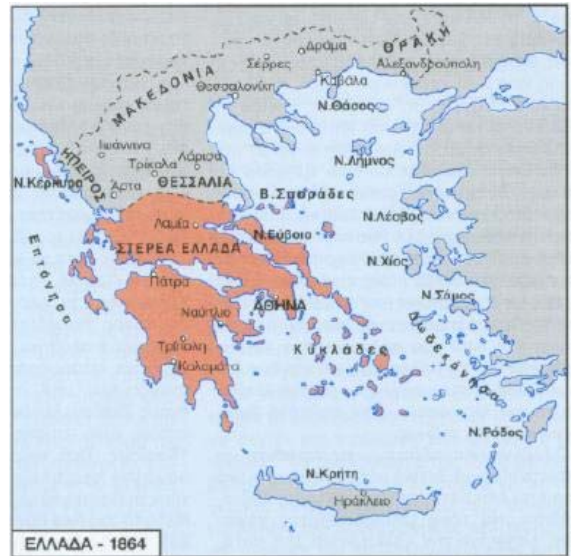 ΘΡΑΚΗ
Δράμα
Σέρρες
Αλεξανδρούπολη
Καβάλα
ΜΑΚΕΔΟΝΙΑ
Θεσσαλονίκη
Ν.Θάσος
Ιωάννινα
ΗΠΕΙΡΟΣ
Λάρισα
Τρίκαλα
Ν.Λήμνος
ΘΕΣΣΑΛΙΑ
Ν.Κέρκυρα
Άρτα
Β.Σποράδες
Ν.Λέσβος
Λαμία
Ν.Εύβοια
ΣΤΕΡΕΑ ΕΛΛΑΔΑ
Επτάνησα
Ν.Χίος
Πάτρα
ΑΘΗΝΑ
Ν.Σάμος
Ναύπλιο
Τρίπολη
Κυκλάδες
Δωδεκάνησα
Καλαμάτα
Ν.Ρόδος
Ν.Κρήτη
Ηράκλειο
ΕΛΛΑΔΑ - 1864